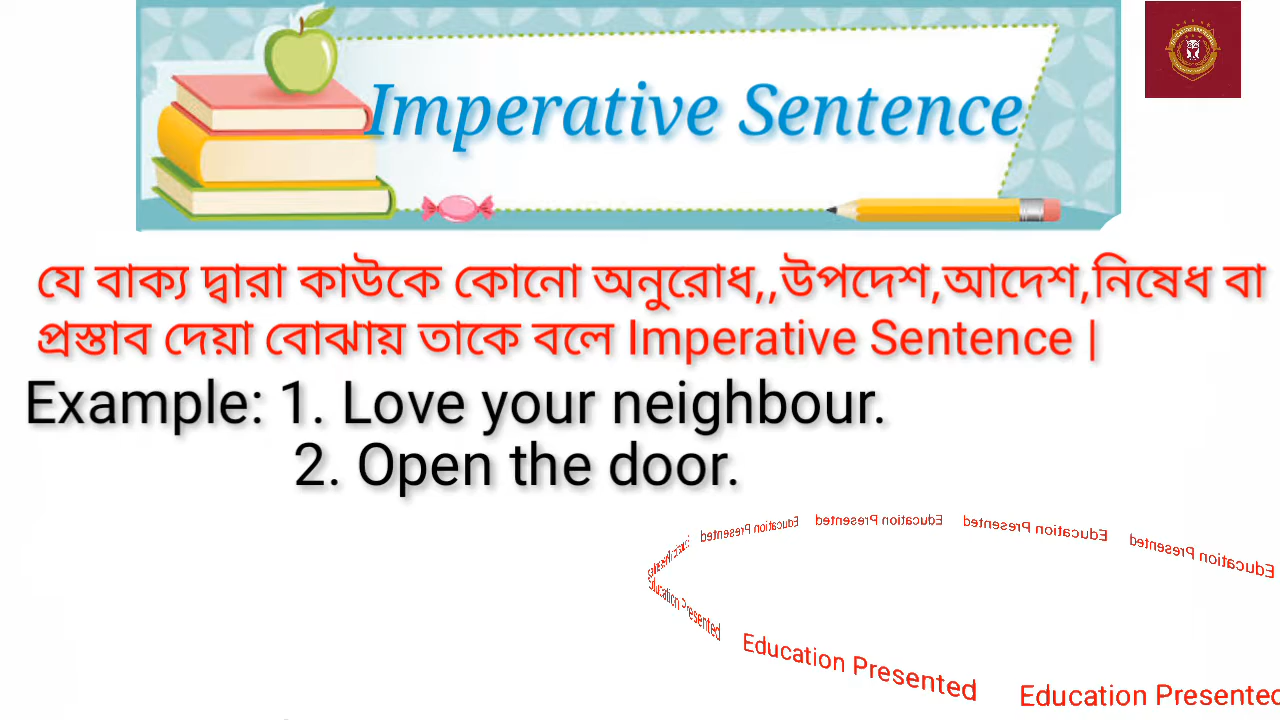 Imperative Sentence
যে বাক্য দ্বারা কাউকে কোনো অনুরোধ,,উপদেশ,আদেশ,নিষেধ বা
প্রস্তাব দেয়া বোঝায় তাকে বলে Imperative Sentence |
Example: 1. Love your neighbour.
2. Open the door.
Education Presented Education Presented Education Presented Education Presented
Education Presented
Education Presented
Education Presented